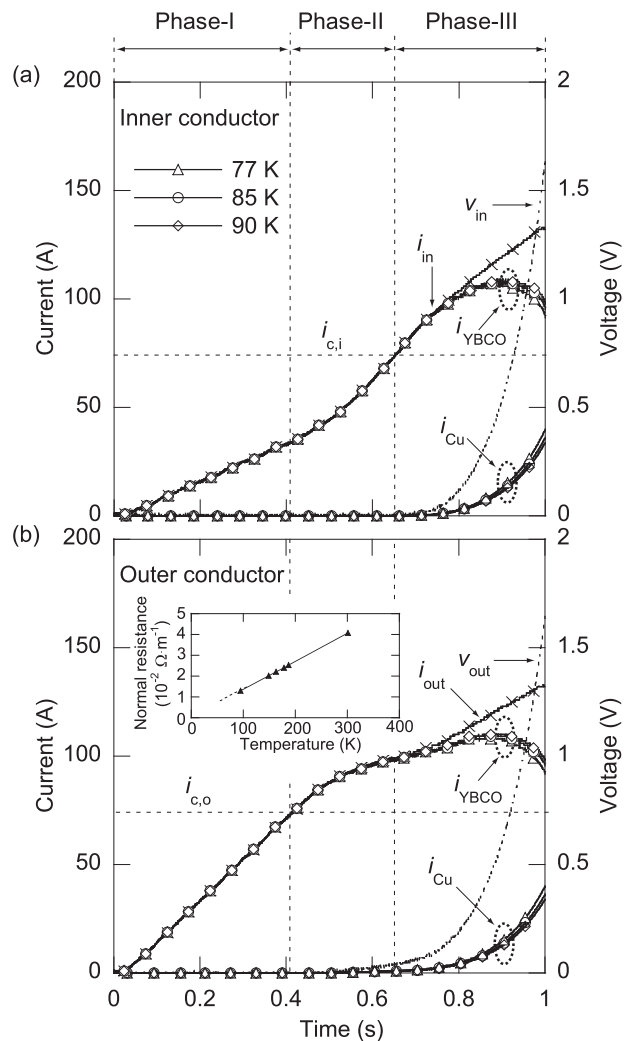 Phase-I Phase-II Phase-III
(a)
200 2
Inner conductor
77 K
85 K
90 K
150 1.5
v_in
i_in
100 1
i_YBCO
i_c,i
50 0.5
i_Cu
0 0
Current (A)
Voltage (V)
(b)
200 2
Outer conductor
5
4
3
2
1
0 100 200 300 400
Normal resistance
(10⁻² Ω·m⁻¹)
Temperature (K)
150 1.5
v_out
i_out
100 1
i_YBCO
i_c,o
50 0.5
i_Cu
0 0
Current (A)
Voltage (V)
0 0.2 0.4 0.6 0.8 1
Time (s)